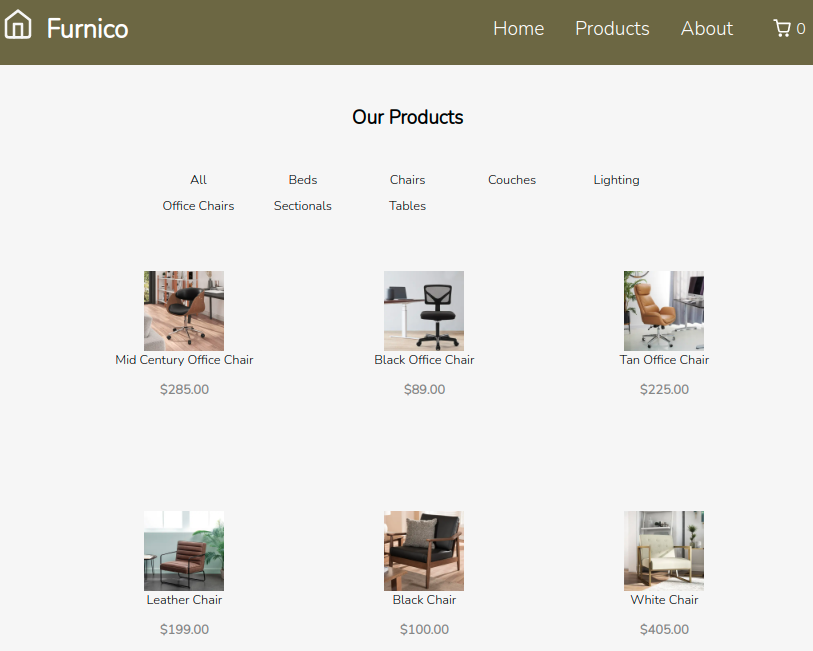 Furnico Home Products About 0
Our Products
All Beds Chairs Couches Lighting
Office Chairs Sectionals Tables
Mid Century Office Chair Black Office Chair Tan Office Chair
$285.00 $89.00 $225.00
Leather Chair Black Chair White Chair
$199.00 $100.00 $405.00